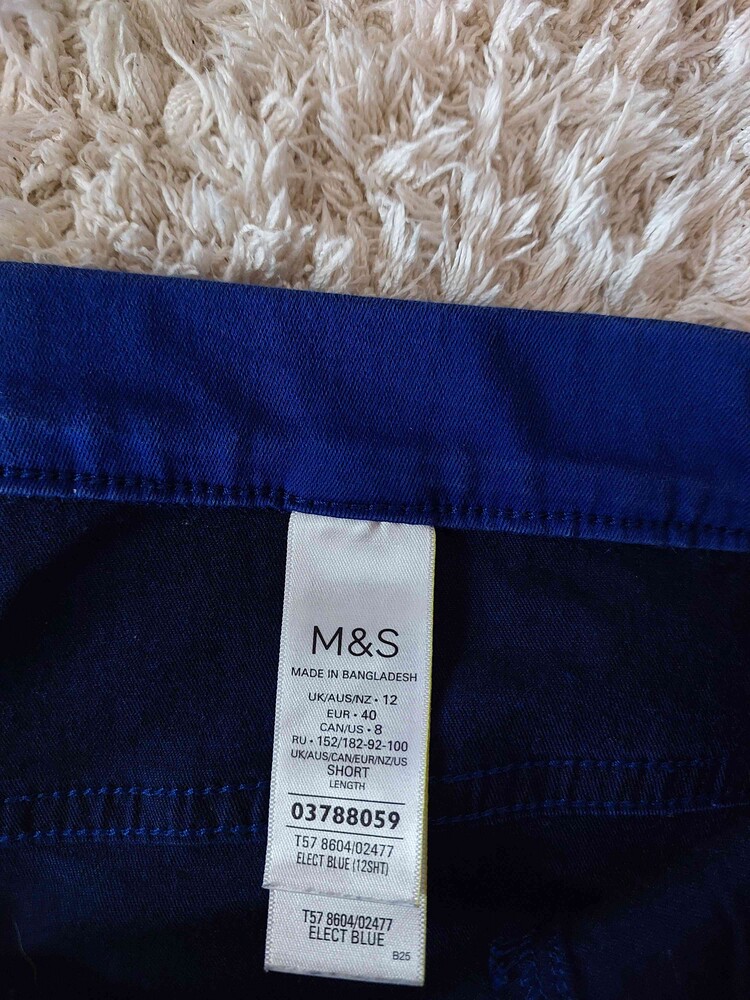 M&S
MADE IN BANGLADESH
UK/AUS/NZ • 12
EUR • 40
CAN/US • 8
RU • 152/182-92-100
UK/AUS/CAN/EUR/NZ/US
SHORT
LENGTH
03788059
T57 8604/02477
ELECT BLUE (12SHT)
T57 8604/02477
ELECT BLUE
B25